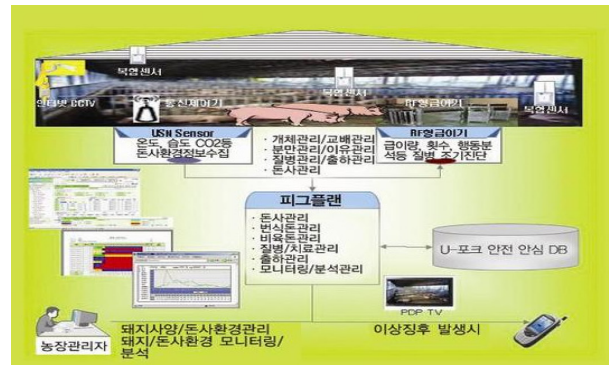 복합센서
인터넷 CCTV
통신제어기
RF형급이기
복합센서
복합센서
USN Sensor
온도, 습도 CO2등
돈사환경정보수집
· 개체관리/교배관리
· 분만관리/이유관리
· 질병관리/출하관리
· 돈사관리
RF형급이기
급이량, 횟수, 행동분
석등 질병 조기진단
피그플랜
· 돈사관리
· 번식돈관리
· 비육돈관리
· 질병/치료관리
· 출하관리
· 모니터링/분석관리
U-포크 안전 안심 DB
PDP TV
농장관리자
돼지사양/돈사환경관리
돼지/돈사환경 모니터링/
분석
이상징후 발생시